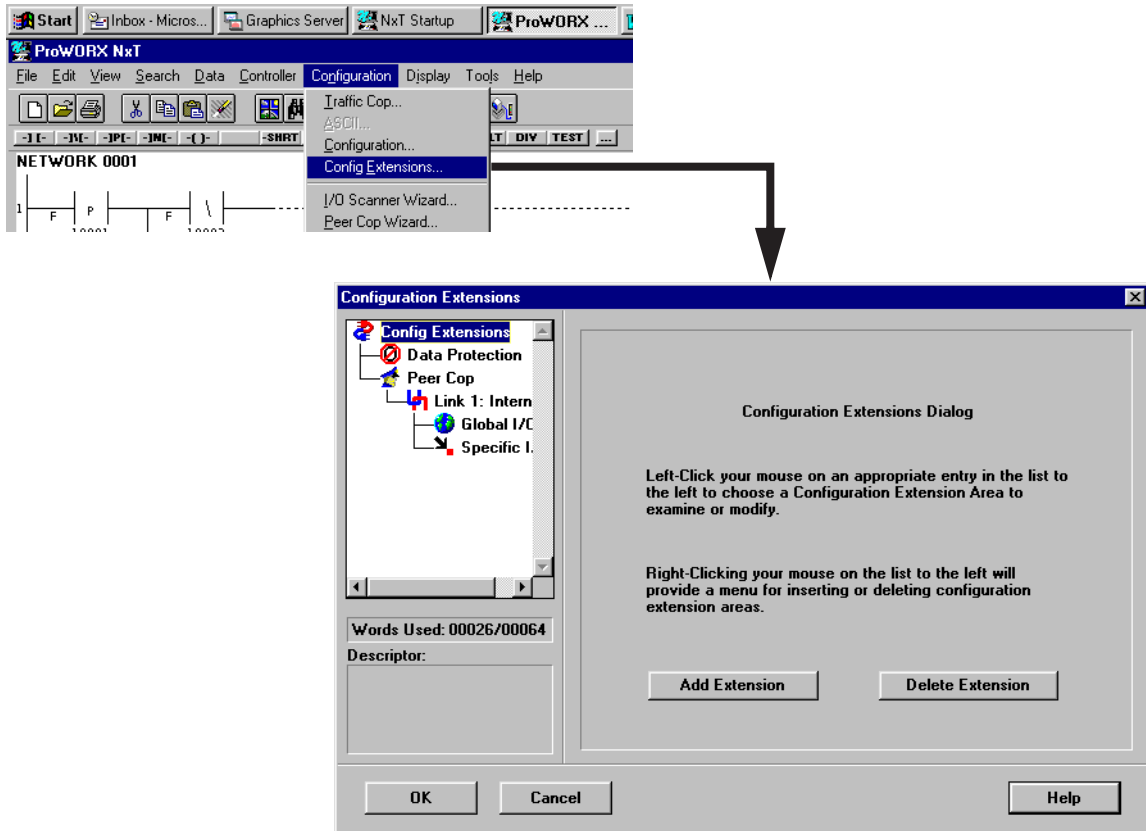 Start Inbox - Micros... Graphics Server NxT Startup ProWORX ...
ProWORX NxT
File Edit View Search Data Controller Configuration Display Tools Help
Traffic Cop...
ASCII...
Configuration...
Config Extensions...
I/O Scanner Wizard...
Peer Cop Wizard...
-] [- -]\[- -]P[- -]N[- -( )- -SHRT LT DIV TEST ...
NETWORK 0001
1 F P F \
10001
Configuration Extensions
Config Extensions
Data Protection
Peer Cop
Link 1: Intern
Global I/O
Specific I.
Words Used: 00026/00064
Descriptor:
Configuration Extensions Dialog
Left-Click your mouse on an appropriate entry in the list to
the left to choose a Configuration Extension Area to
examine or modify.
Right-Clicking your mouse on the list to the left will
provide a menu for inserting or deleting configuration
extension areas.
Add Extension Delete Extension
OK Cancel Help